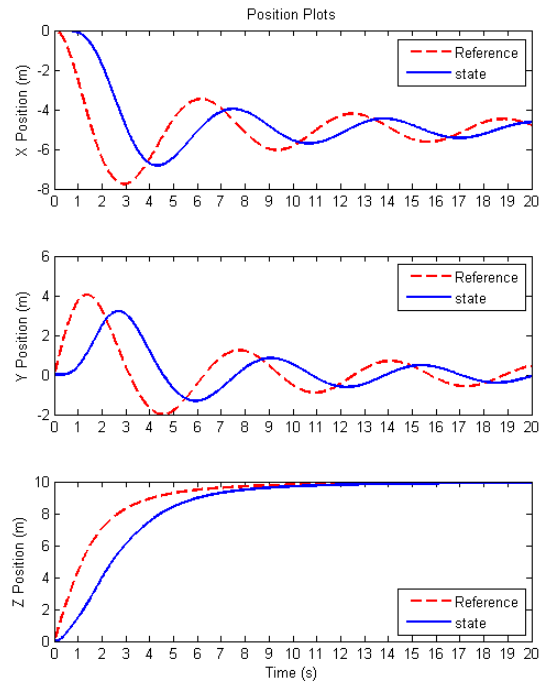 Position Plots
X Position (m)
0
-2
-4
-6
-8
Reference
state
0 1 2 3 4 5 6 7 8 9 10 11 12 13 14 15 16 17 18 19 20
Y Position (m)
6
4
2
0
-2
Reference
state
0 1 2 3 4 5 6 7 8 9 10 11 12 13 14 15 16 17 18 19 20
Z Position (m)
10
8
6
4
2
0
Reference
state
0 1 2 3 4 5 6 7 8 9 10 11 12 13 14 15 16 17 18 19 20
Time (s)